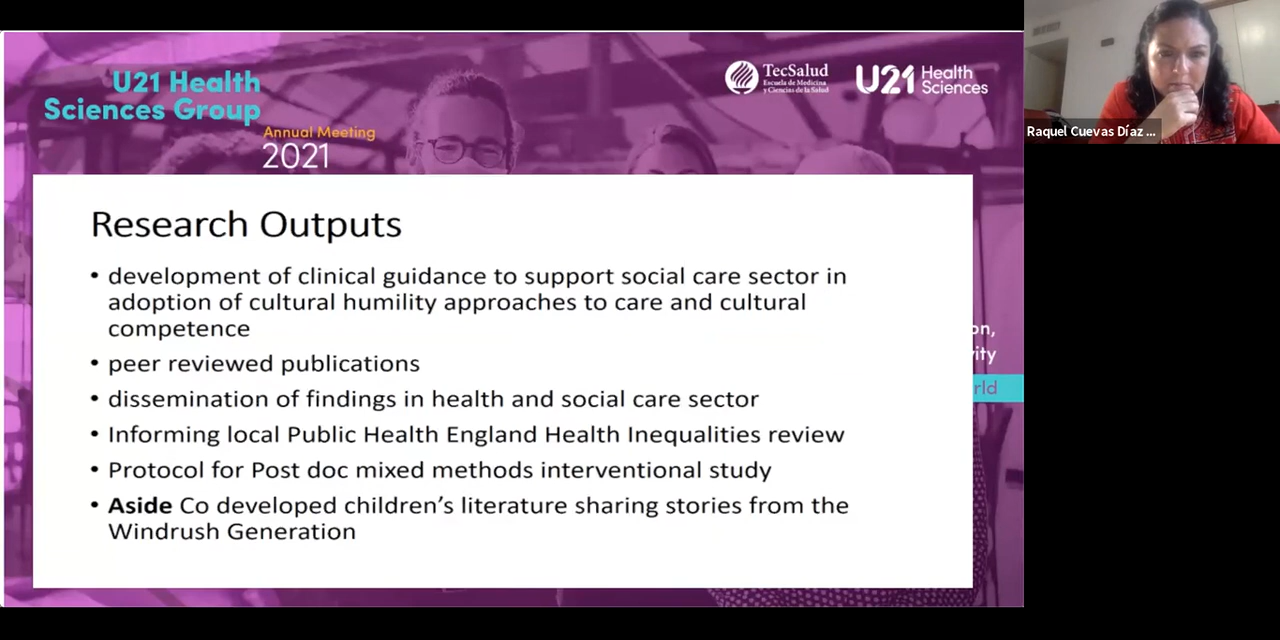 U21 Health
Sciences Group
Annual Meeting
2021
TecSalud
Escuela de Medicina
y Ciencias de la Salud
U21 Health
Sciences
Raquel Cuevas Díaz ...
Research Outputs
• development of clinical guidance to support social care sector in
adoption of cultural humility approaches to care and cultural
competence
• peer reviewed publications
• dissemination of findings in health and social care sector
• Informing local Public Health England Health Inequalities review
• Protocol for Post doc mixed methods interventional study
• Aside Co developed children’s literature sharing stories from the
Windrush Generation